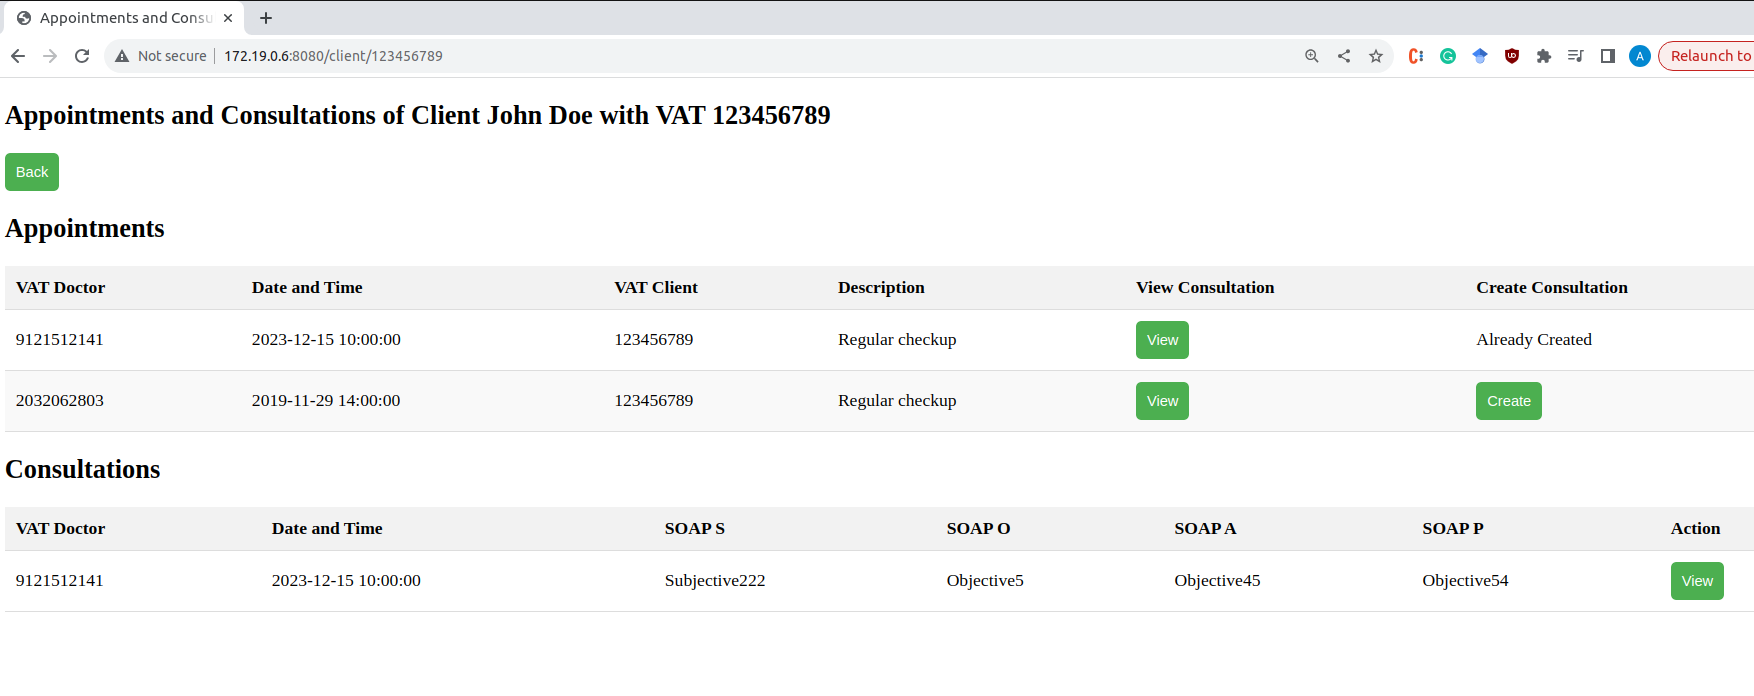 Appointments and Consu
Not secure 172.19.0.6:8080/client/123456789 A Relaunch to
Appointments and Consultations of Client John Doe with VAT 123456789
Back
Appointments
VAT Doctor Date and Time VAT Client Description View Consultation Create Consultation
9121512141 2023-12-15 10:00:00 123456789 Regular checkup View Already Created
2032062803 2019-11-29 14:00:00 123456789 Regular checkup View Create
Consultations
VAT Doctor Date and Time SOAP S SOAP O SOAP A SOAP P Action
9121512141 2023-12-15 10:00:00 Subjective222 Objective5 Objective45 Objective54 View